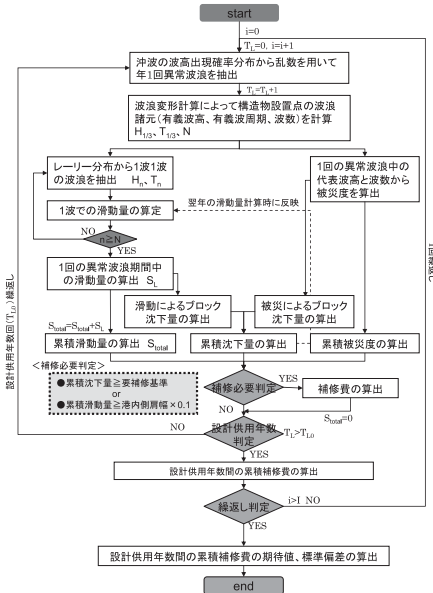 start
i=0
T_L=0, i=i+1
沖波の波高出現確率分布から乱数を用いて
年1回異常波浪を抽出
T_L=T_L+1
波浪変形計算によって構造物設置点の波浪
諸元(有義波高、有義波周期、波数)を計算
H_1/3、T_1/3、N
レーリー分布から1波1波
の波浪を抽出 H_n、T_n
1回の異常波浪中の
代表波高と波数から
被災度を算出
1波での滑動量の算定
翌年の滑動量計算時に反映
NO
n≧N
YES
1回の異常波浪期間中
の滑動量の算出 S_L
滑動によるブロック
沈下量の算出
被災によるブロック
沈下量の算出
S_total=S_total+S_L
累積滑動量の算出 S_total
累積沈下量の算出
累積被災度の算出
<補修必要判定>
●累積沈下量≧要補修基準
or
●累積滑動量≧港内側肩幅×0.1
補修必要判定
YES
補修費の算出
NO
S_total=0
設計供用年数
判定
NO
T_L>T_L0
YES
設計供用年数回(T_L0)繰返し
設計供用年数間の累積補修費の算出
繰返し判定
i>I NO
YES
設計供用年数間の累積補修費の期待値、標準偏差の算出
end